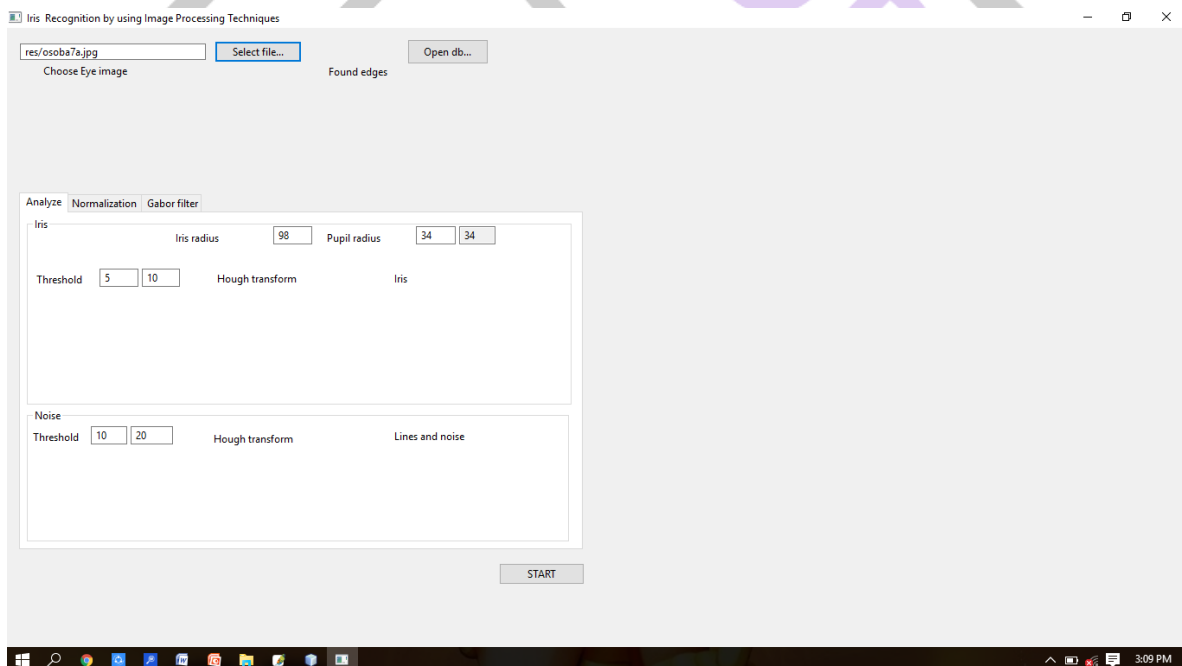 Iris Recognition by using Image Processing Techniques
res/osoba7a.jpg Select file... Open db...
Choose Eye image Found edges
Analyze Normalization Gabor filter
Iris
Iris radius 98 Pupil radius 34 34
Threshold 5 10 Hough transform Iris
Noise
Threshold 10 20 Hough transform Lines and noise
START
3:09 PM